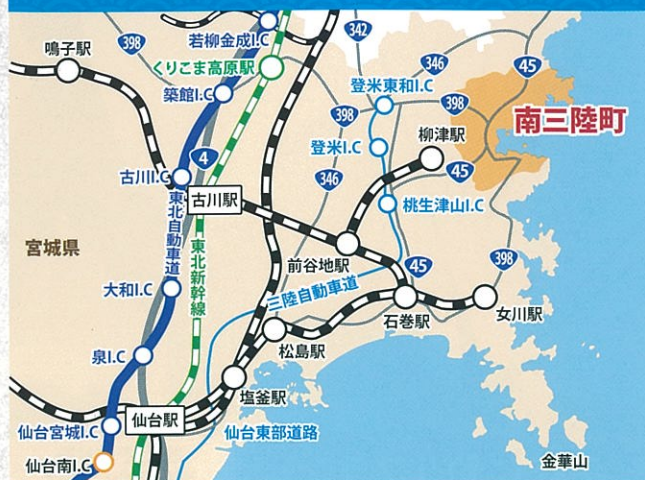 398
342
若柳金成I.C
鳴子駅
くりこま高原駅
346
45
築館I.C
登米東和I.C
398
398
南三陸町
柳津駅
登米I.C
4
45
古川I.C
346
古川駅
桃生津山I.C
東北自動車道
東北新幹線
宮城県
前谷地駅
45
398
大和I.C
三陸自動車道
石巻駅
女川駅
松島駅
泉I.C
塩釜駅
仙台駅
仙台宮城I.C
仙台東部道路
仙台南I.C
金華山